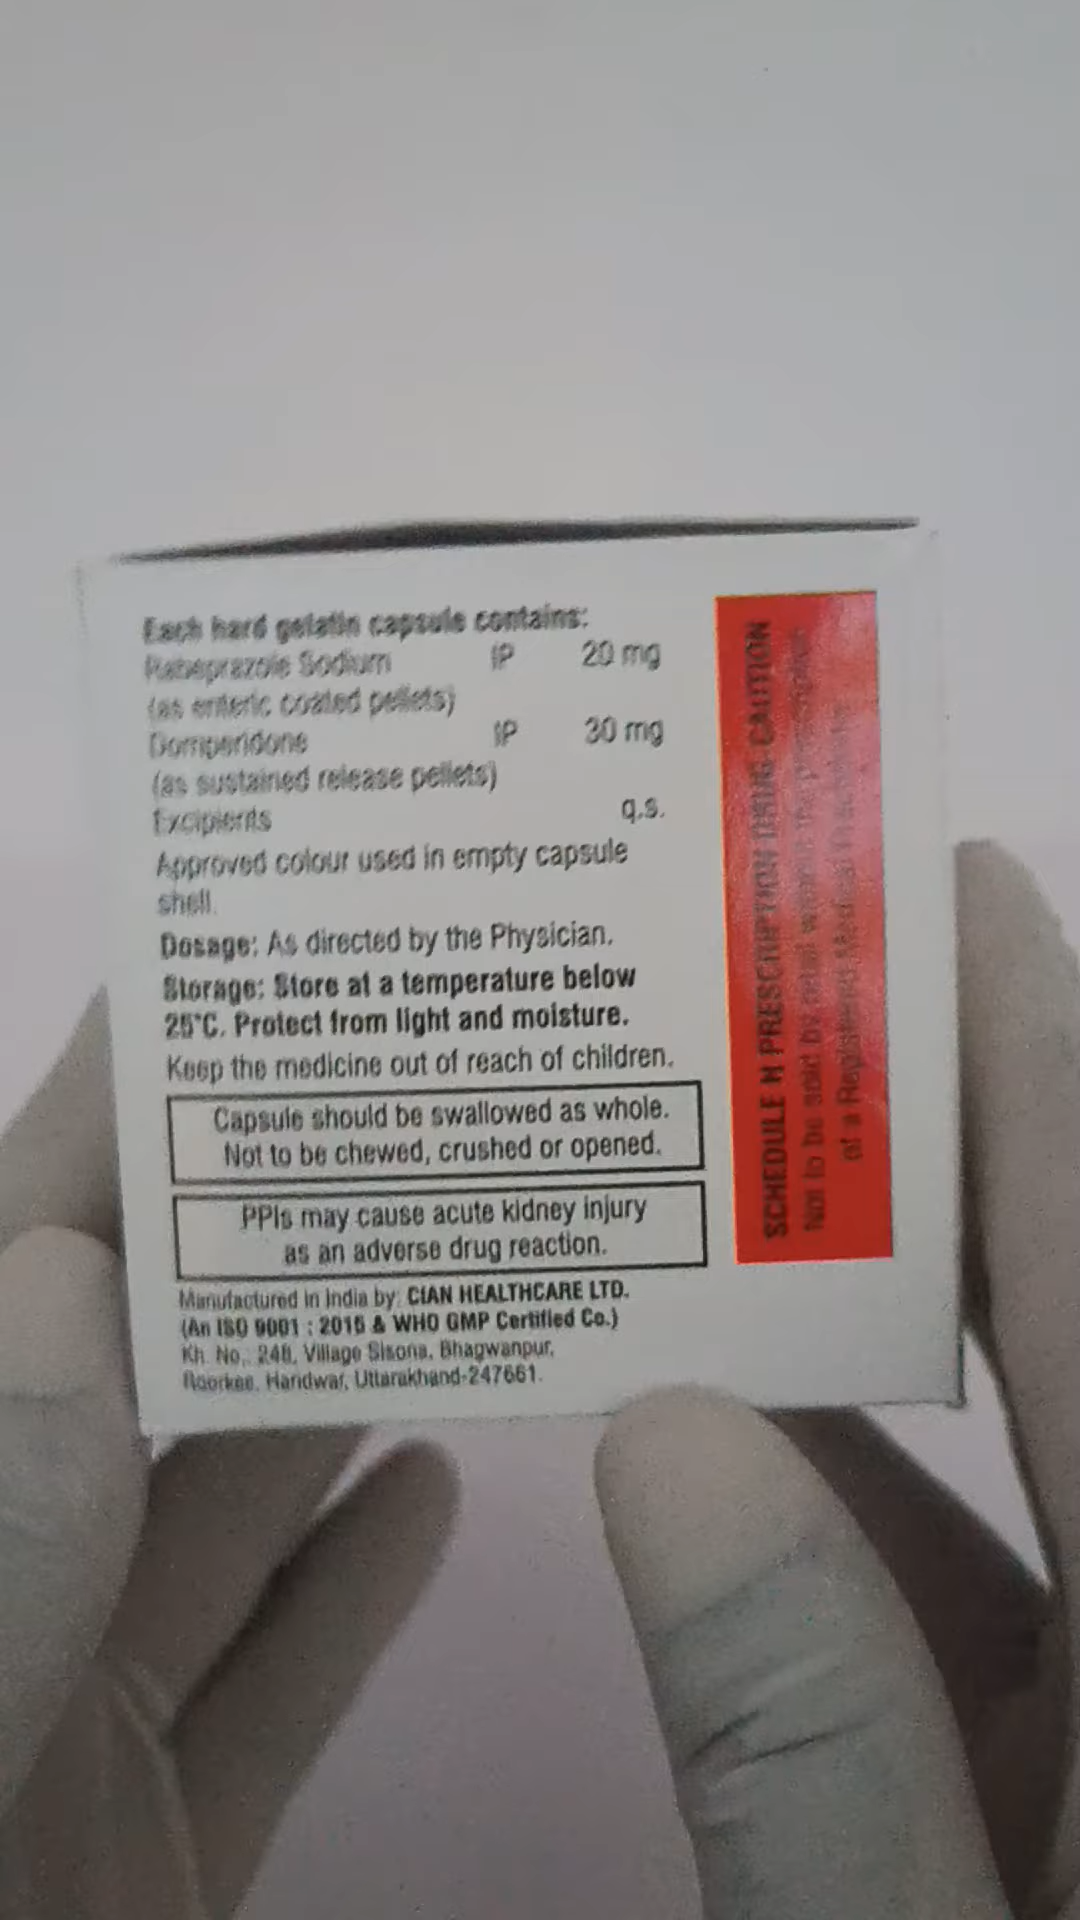 Each hard gelatin capsule contains:
Rabeprazole Sodium IP 20 mg
(as enteric coated pellets)
Domperidone IP 30 mg
(as sustained release pellets)
Excipients q.s.
Approved colour used in empty capsule
shell.
Dosage: As directed by the Physician.
Storage: Store at a temperature below
25°C. Protect from light and moisture.
Keep the medicine out of reach of children.
Capsule should be swallowed as whole.
Not to be chewed, crushed or opened.
PPIs may cause acute kidney injury
as an adverse drug reaction.
Manufactured in India by: CIAN HEALTHCARE LTD.
(An ISO 9001 : 2015 & WHO GMP Certified Co.)
Kh. No.: 248, Village Sisona, Bhagwanpur,
Roorkee, Haridwar, Uttarakhand-247661.
SCHEDULE H PRESCRIPTION DRUG-CAUTION
Not to be sold by retail without the prescription
of a Registered Medical Practitioner